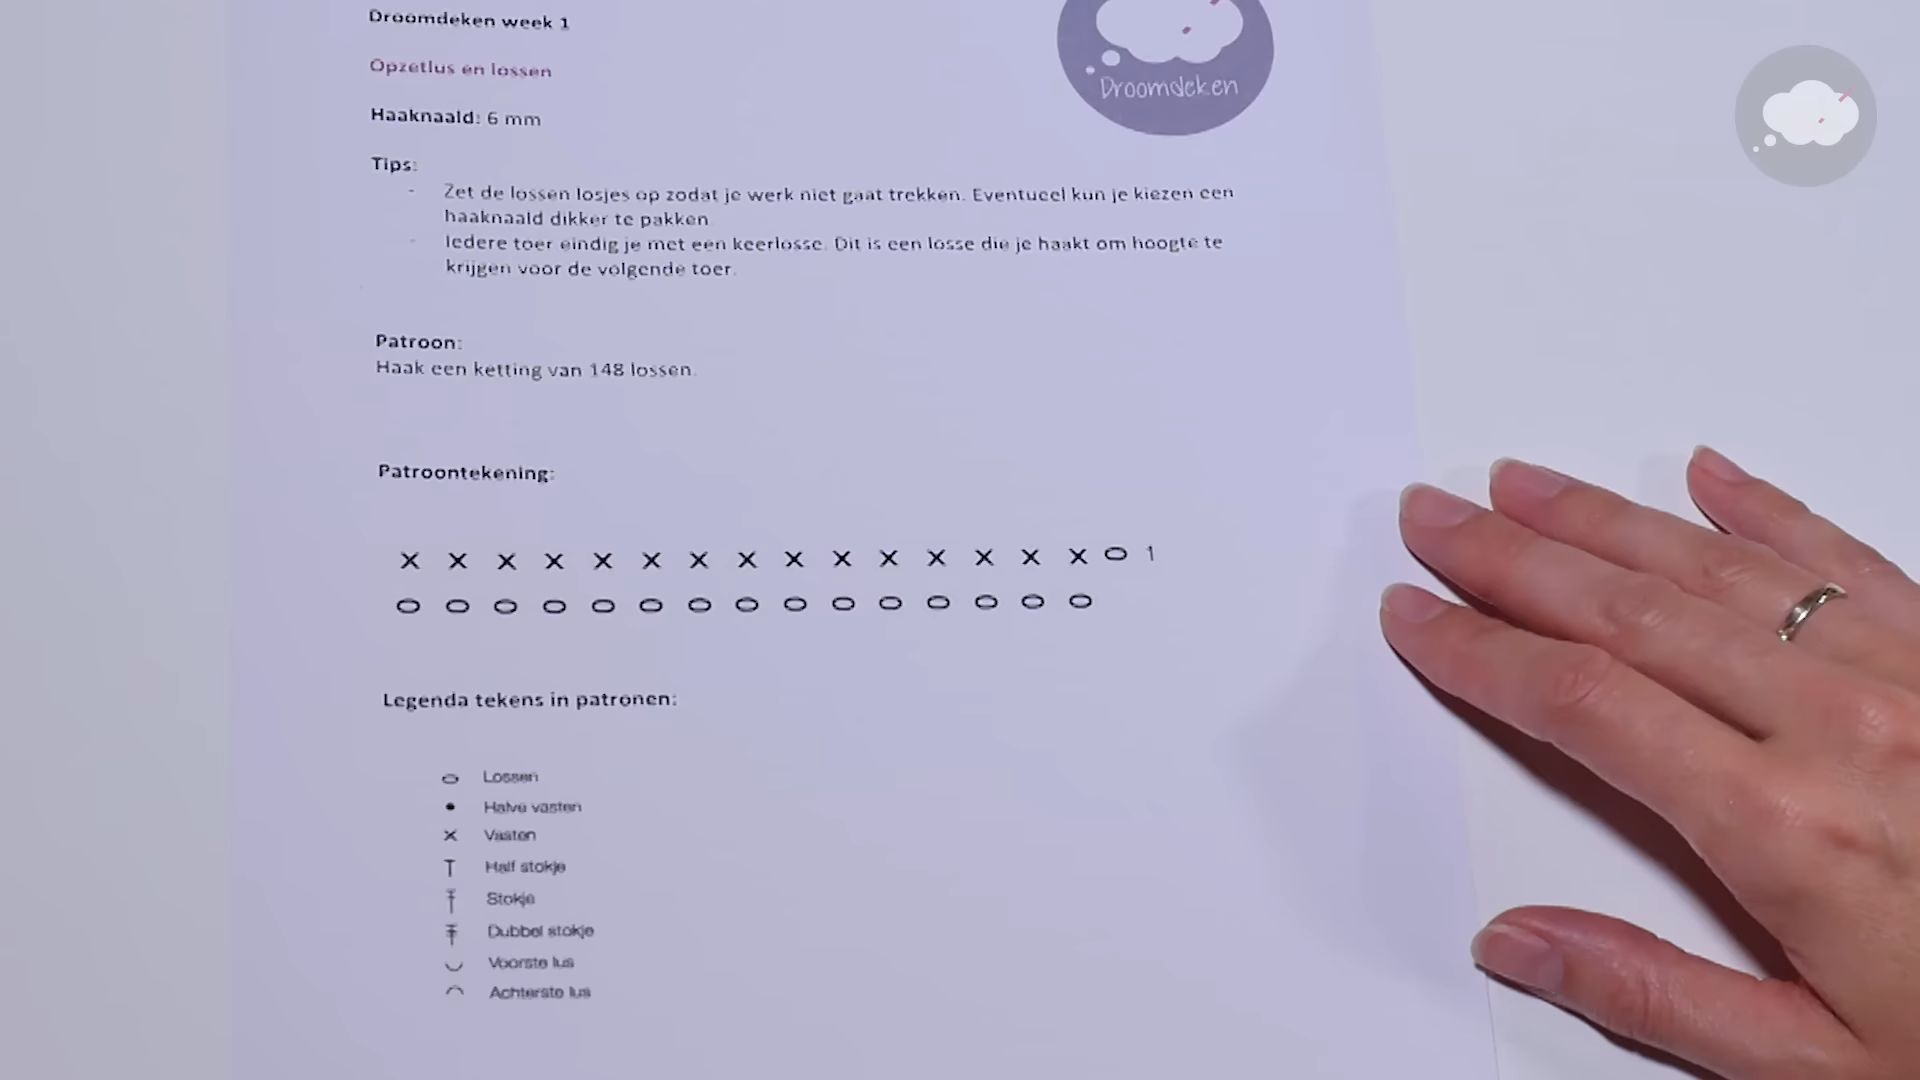 Droomdeken week 1
Droomdeken
Opzetlus en lossen
Haaknaald: 6 mm
Tips:
- Zet de lossen losjes op zodat je werk niet gaat trekken. Eventueel kun je kiezen een
haaknaald dikker te pakken.
- Iedere toer eindig je met een keerlosse. Dit is een losse die je haakt om hoogte te
krijgen voor de volgende toer.
Patroon:
Haak een ketting van 148 lossen.
Patroontekening:
X X X X X X X X X X X X X X X O 1
O O O O O O O O O O O O O O O
Legenda tekens in patronen:
Lossen
Halve vasten
X Vasten
Half stokje
Stokje
Dubbel stokje
Voorste lus
Achterste lus